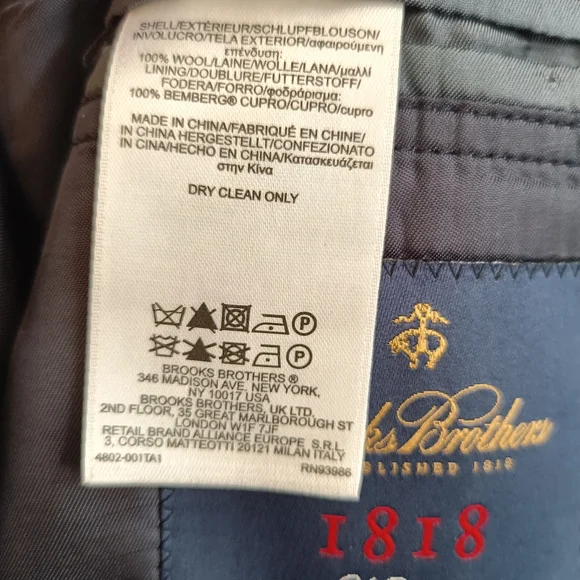 SHELL/EXTÉRIEUR/SCHLUPFBLOUSON/
INVOLUCRO/TELA EXTERIOR/αφαιρούμενη
επένδυση:
100% WOOL/LAINE/WOLLE/LANA/μαλλί
LINING/DOUBLURE/FUTTERSTOFF/
FODERA/FORRO/φοδράρισμα:
100% BEMBERG® CUPRO/CUPRO/cupro
MADE IN CHINA/FABRIQUÉ EN CHINE/
IN CHINA HERGESTELLT/CONFEZIONATO
IN CINA/HECHO EN CHINA/Κατασκευάζεται
στην Κίνα
DRY CLEAN ONLY
P
P
BROOKS BROTHERS ®
346 MADISON AVE, NEW YORK,
NY 10017 USA
BROOKS BROTHERS, UK LTD.
2ND FLOOR, 35 GREAT MARLBOROUGH ST
LONDON W1F 7JF
RETAIL BRAND ALLIANCE EUROPE S.R.L.
3, CORSO MATTEOTTI 20121 MILAN ITALY
4802-001TA1 RN93986
ks Brothers
BLISHED 1818
1818